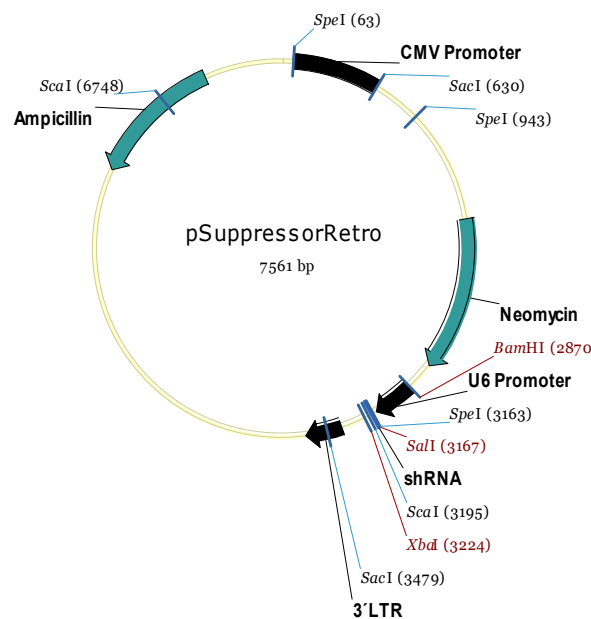 SpeI (63)
CMV Promoter
ScaI (6748)
SacI (630)
Ampicillin
SpeI (943)
pSuppressorRetro
7561 bp
Neomycin
BamHI (2870
U6 Promoter
SpeI (3163)
SalI (3167)
shRNA
ScaI (3195)
XbaI (3224)
SacI (3479)
3´LTR